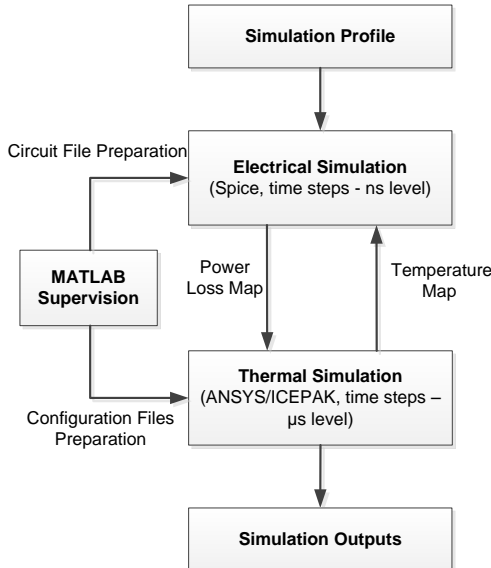 Simulation Profile
Circuit File Preparation
Electrical Simulation
(Spice, time steps - ns level)
MATLAB
Supervision
Power
Loss Map
Temperature
Map
Thermal Simulation
(ANSYS/ICEPAK, time steps –
µs level)
Configuration Files
Preparation
Simulation Outputs